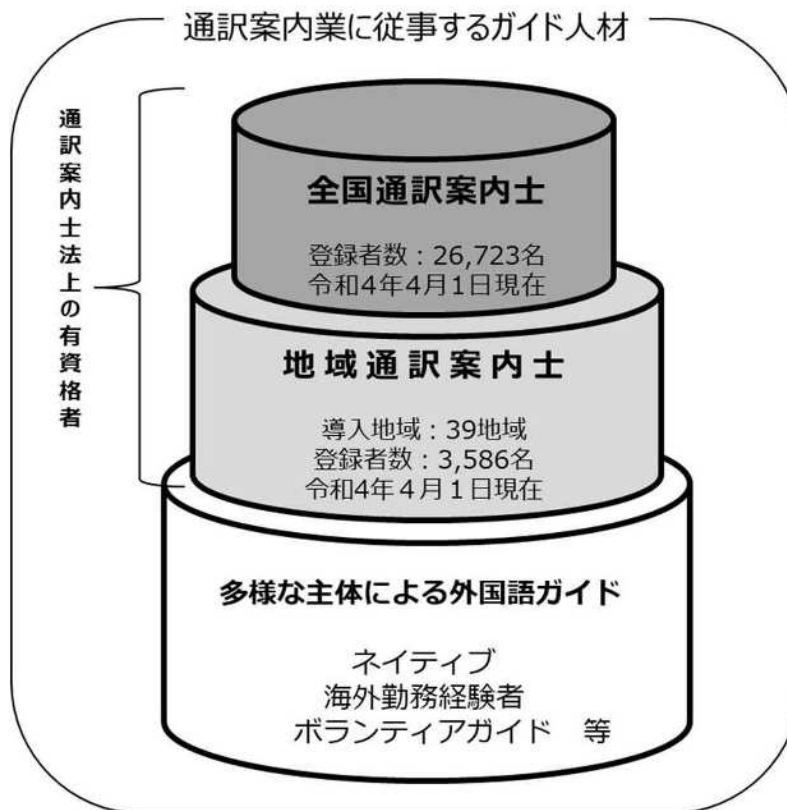 通訳案内業に従事するガイド人材
通訳案内士法上の有資格者
全国通訳案内士
登録者数：26,723名
令和4年4月1日現在
地域通訳案内士
導入地域：39地域
登録者数：3,586名
令和4年４月１日現在
多様な主体による外国語ガイド
ネイティブ
海外勤務経験者
ボランティアガイド　等